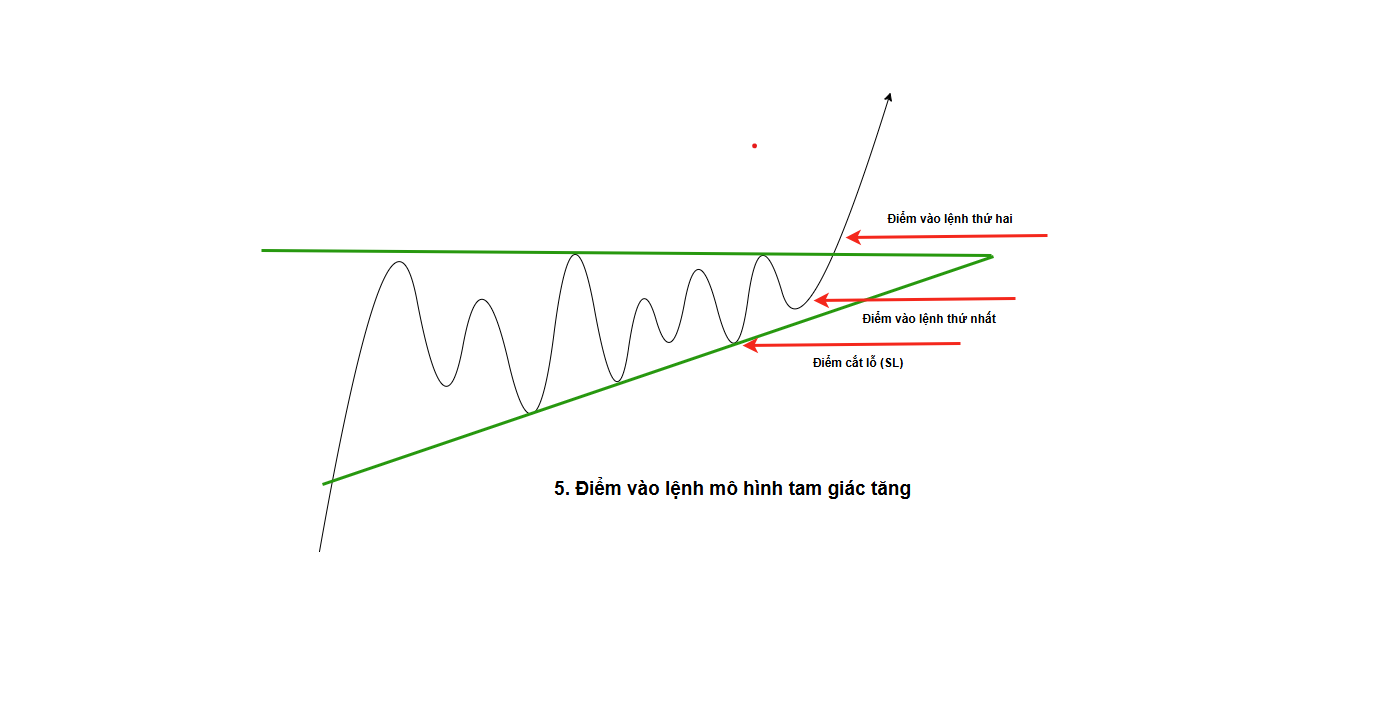 Điểm vào lệnh thứ hai
Điểm vào lệnh thứ nhất
Điểm cắt lỗ (SL)
5. Điểm vào lệnh mô hình tam giác tăng